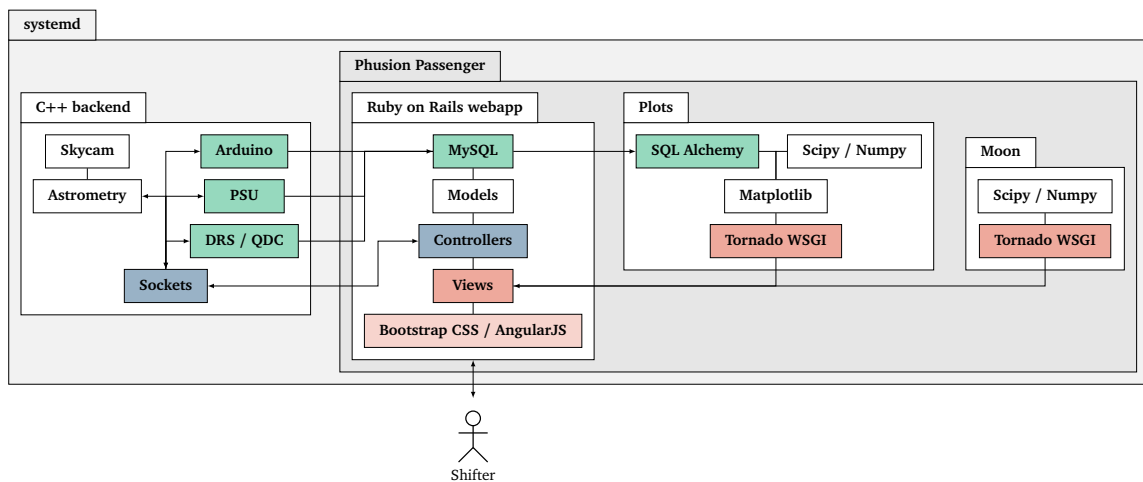 systemd
Phusion Passenger
C++ backend
Ruby on Rails webapp
Plots
Skycam
Arduino
MySQL
SQL Alchemy
Scipy / Numpy
Moon
Astrometry
PSU
Models
Matplotlib
Scipy / Numpy
DRS / QDC
Controllers
Tornado WSGI
Tornado WSGI
Sockets
Views
Bootstrap CSS / AngularJS
Shifter